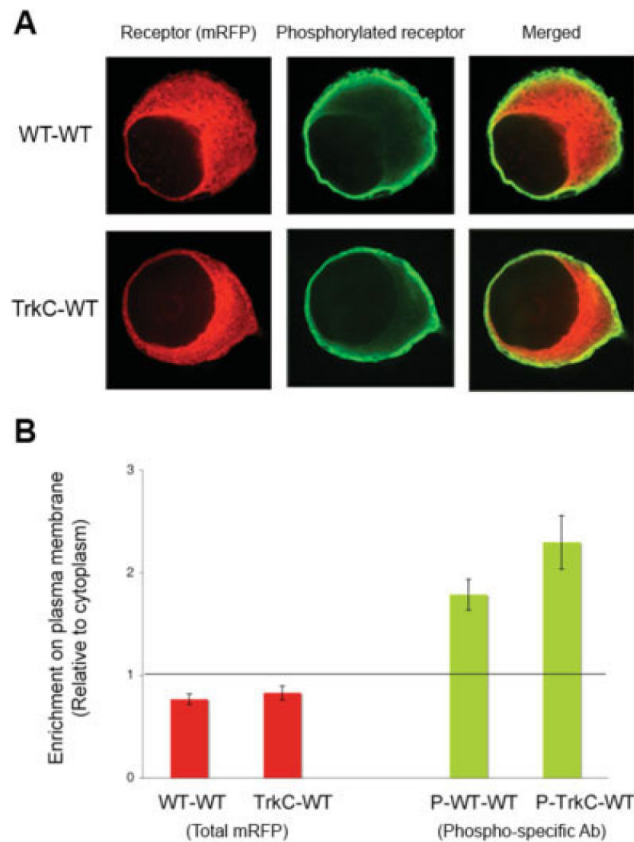 A
Receptor (mRFP) Phosphorylated receptor Merged
WT-WT
TrkC-WT
B
Enrichment on plasma membrane
(Relative to cytoplasm)
3
2
1
0
WT-WT TrkC-WT P-WT-WT P-TrkC-WT
(Total mRFP) (Phospho-specific Ab)